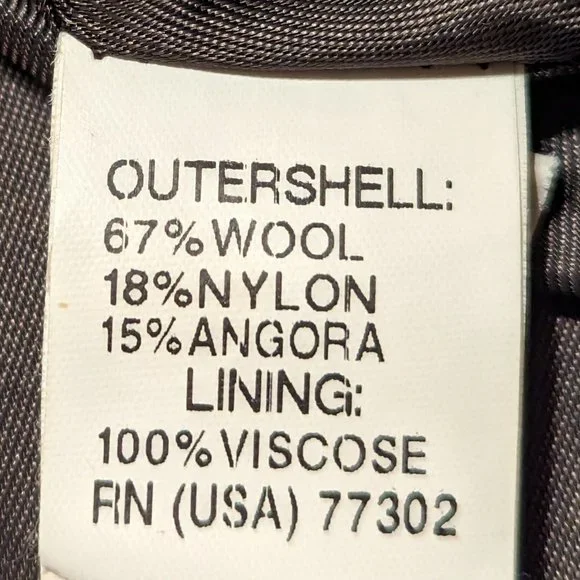 OUTERSHELL:
67% WOOL
18% NYLON
15% ANGORA
LINING:
100% VISCOSE
RN (USA) 77302